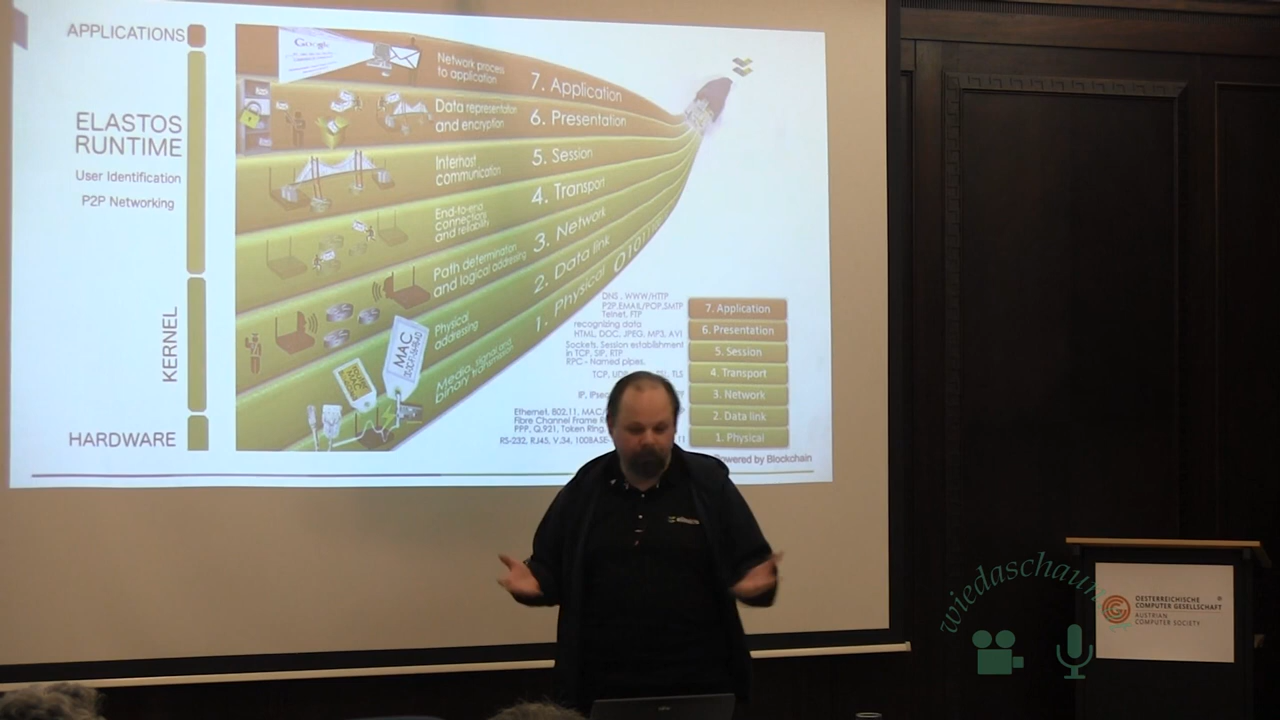 APPLICATIONS
ELASTOS
RUNTIME
User Identification
P2P Networking
KERNEL
HARDWARE
Google
Network process
to application
7. Application
Data representation
and encryption
6. Presentation
Interhost
communication
5. Session
End-to-end
connections
and reliability
4. Transport
Path determination
and logical addressing
3. Network
Physical
addressing
2. Data link
Media, signal and
binary transmission
1. Physical
MAC
DNS, WWW/HTTP
P2P, EMAIL/POP, SMTP
Telnet, FTP
recognizing data
HTML, DOC, JPEG, MP3, AVI
Sockets. Session establishment
in TCP, SIP, RTP
RPC - Named pipes.
TCP, TLS
Ethernet, 802.11, MAC/
Fibre Channel Frame
PPP, Q.921, Token Ring,
RS-232, RJ45, V.34, 100BASE-
7. Application
6. Presentation
5. Session
4. Transport
3. Network
2. Data link
1. Physical
Powered by Blockchain
OESTERREICHISCHE
COMPUTER GESELLSCHAFT
AUSTRIAN
COMPUTER SOCIETY